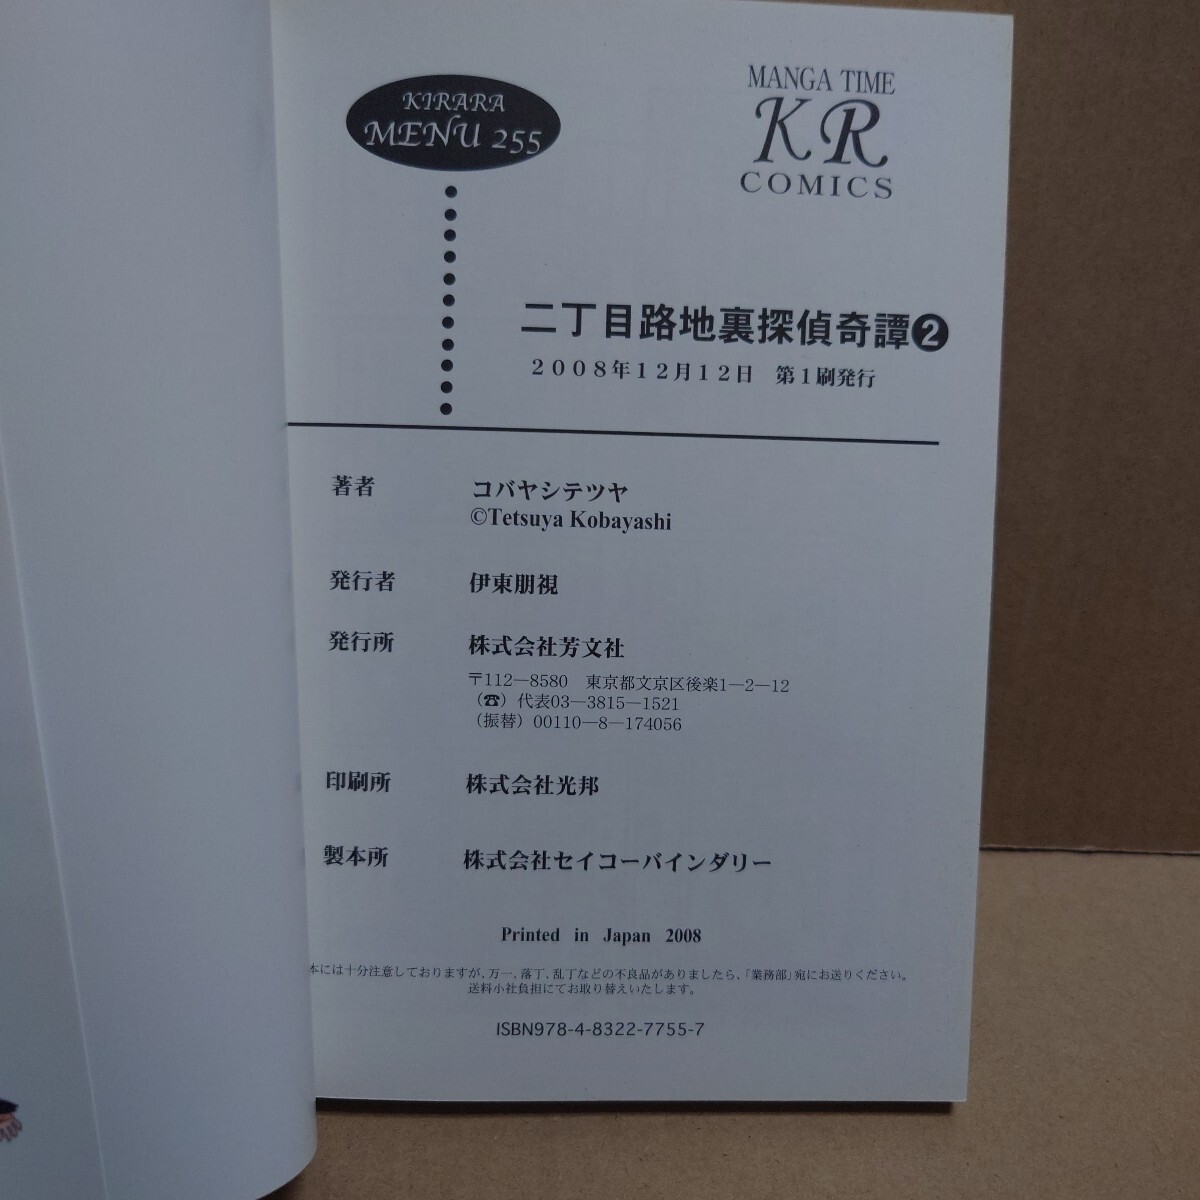 KIRARA
MENU 255
MANGA TIME
KR
COMICS
二丁目路地裏探偵奇譚❷
2008年12月12日 第1刷発行
著者 コバヤシテツヤ
©Tetsuya Kobayashi
発行者 伊東朋視
発行所 株式会社芳文社
〒112―8580 東京都文京区後楽1―2―12
(☎)代表03―3815―1521
(振替)00110―8―174056
印刷所 株式会社光邦
製本所 株式会社セイコーバインダリー
Printed in Japan 2008
本には十分注意しておりますが、万一、落丁、乱丁などの不良品がありましたら、「業務部」宛にお送りください。
送料小社負担にてお取り替えいたします。
ISBN978-4-8322-7755-7